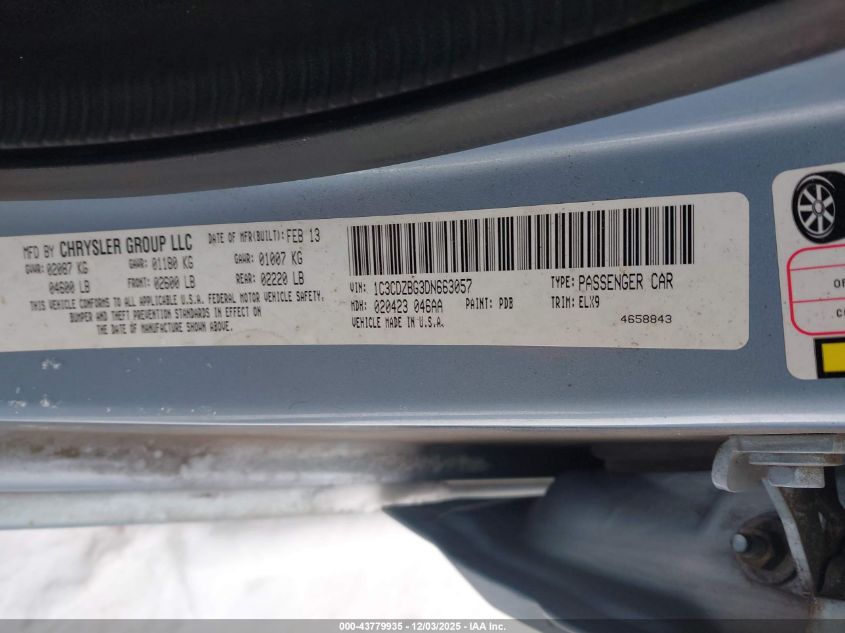 MFD BY CHRYSLER GROUP LLC DATE OF MFR(BUILT): FEB 13
GVWR: 02087 KG GAWR: 01180 KG GAWR: 01007 KG
04600 LB FRONT: 02600 LB REAR: 02220 LB
THIS VEHICLE CONFORMS TO ALL APPLICABLE U.S.A. FEDERAL MOTOR VEHICLE SAFETY,
BUMPER AND THEFT PREVENTION STANDARDS IN EFFECT ON
THE DATE OF MANUFACTURE SHOWN ABOVE.
VIN: 1C3CDZBG3DN663057 TYPE: PASSENGER CAR
MDH: 020423 046AA PAINT: PDB TRIM: ELX9
VEHICLE MADE IN U.S.A. 4658843
OF
CO
000-43779935 - 12/03/2025 - IAA Inc.